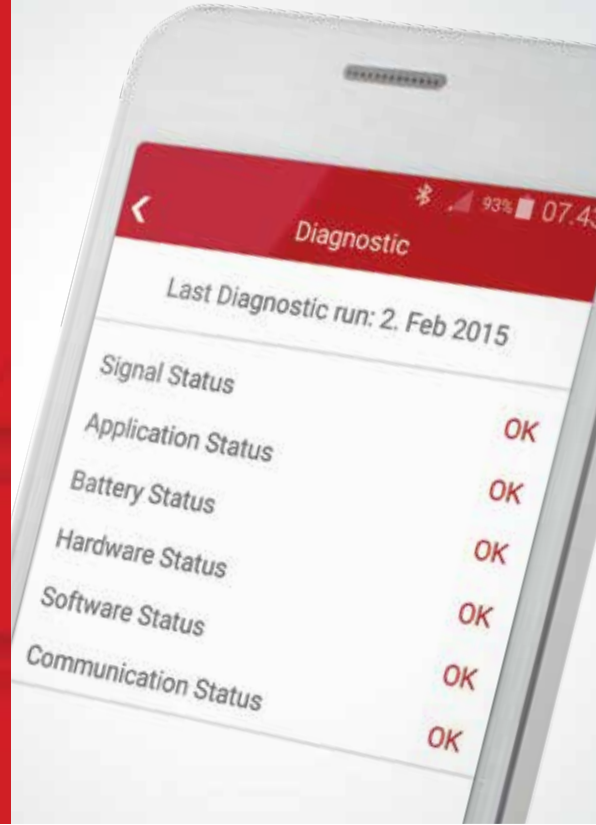 93% 07.43
Diagnostic
Last Diagnostic run: 2. Feb 2015
Signal Status OK
Application Status OK
Battery Status OK
Hardware Status OK
Software Status OK
Communication Status OK